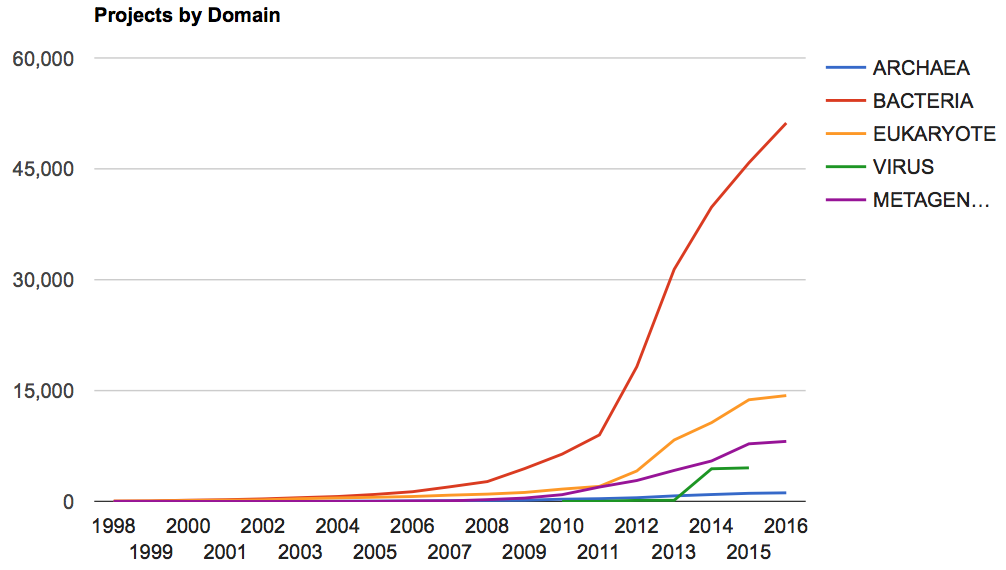 Projects by Domain
60,000
45,000
30,000
15,000
0
ARCHAEA
BACTERIA
EUKARYOTE
VIRUS
METAGEN...
1998 2000 2002 2004 2006 2008 2010 2012 2014 2016
1999 2001 2003 2005 2007 2009 2011 2013 2015